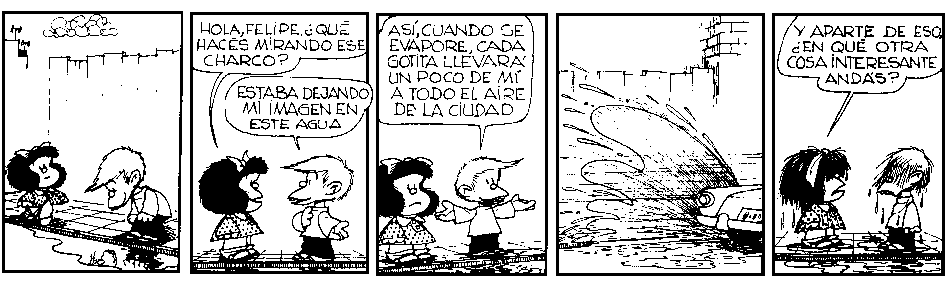 HOLA, FELIPE. ¿QUÉ
HACÉS MIRANDO ESE
CHARCO?
ESTABA DEJANDO
MI IMAGEN EN
ESTE AGUA
ASÍ, CUANDO SE
EVAPORE, CADA
GOTITA LLEVARÁ
UN POCO DE MÍ
A TODO EL AIRE
DE LA CIUDAD
Y APARTE DE ESO,
¿EN QUÉ OTRA
COSA INTERESANTE
ANDÁS?